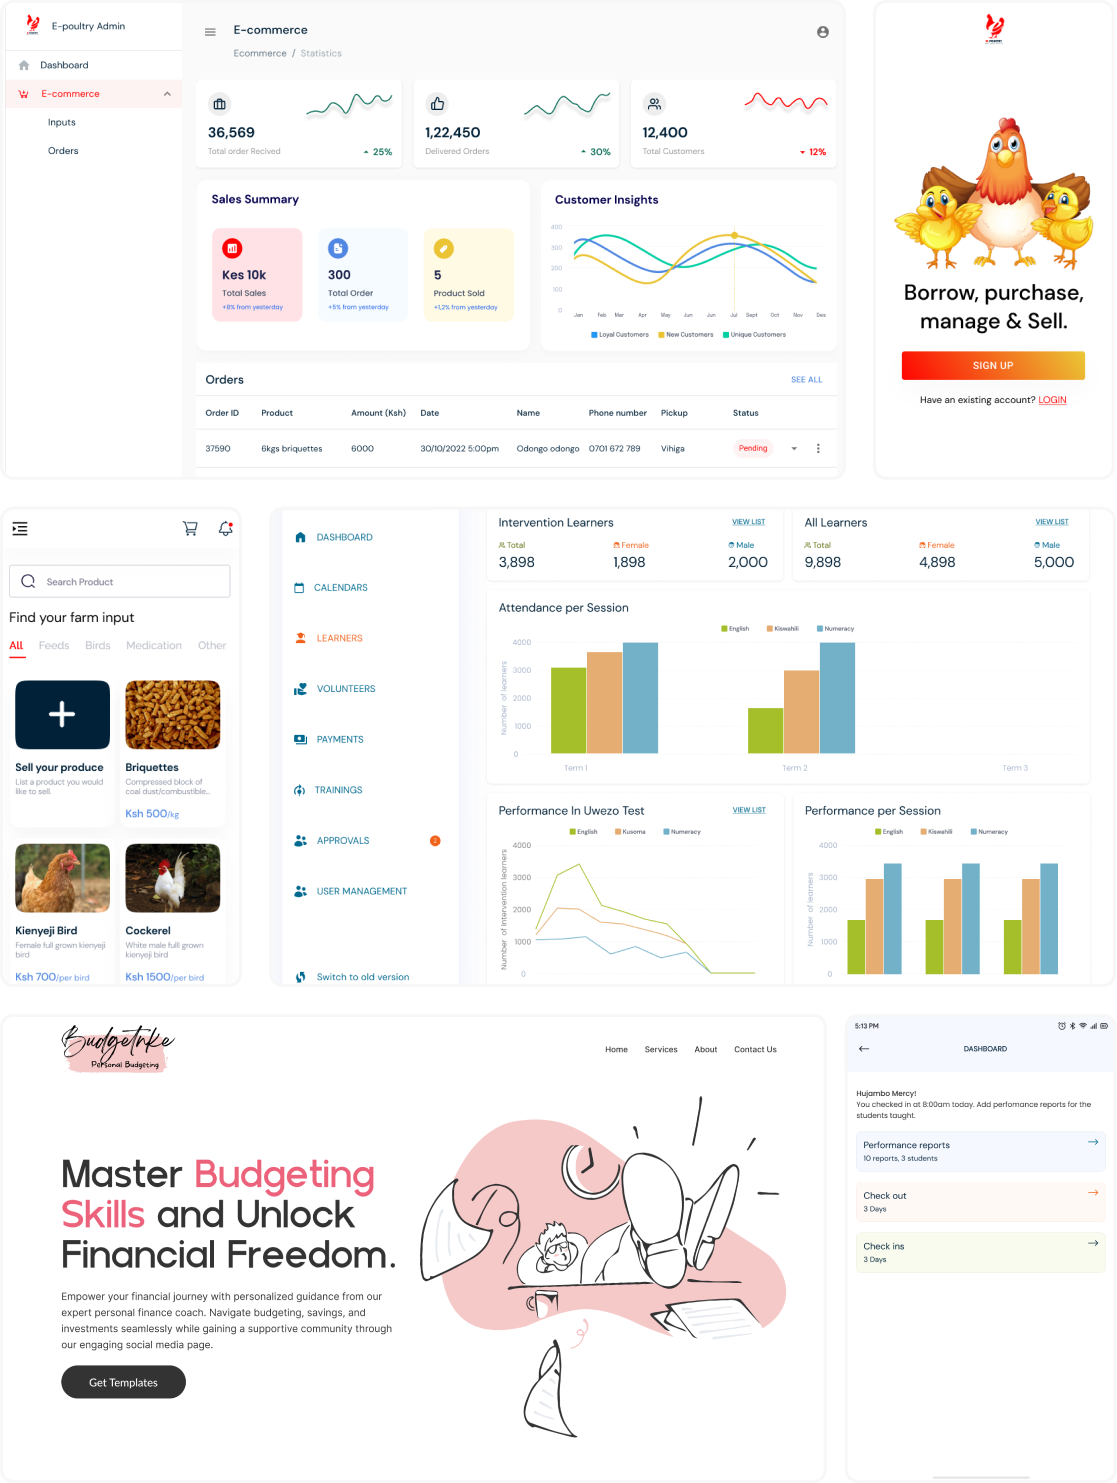 E-poultry Admin
Dashboard
E-commerce
Inputs
Orders
E-commerce
Ecommerce / Statistics
36,569
Total order Recived
25%
1,22,450
Delivered Orders
30%
12,400
Total Customers
12%
Sales Summary
Kes 10k
Total Sales
+8% from yesterday
300
Total Order
+5% from yesterday
5
Product Sold
+1,2% from yesterday
Customer Insights
400
300
200
100
0
Jan Feb Mar Apr May Jun Jun Jul Sept Oct Nov Des
Loyal Customers New Customers Unique Customers
Orders
SEE ALL
Order ID Product Amount (Ksh) Date Name Phone number Pickup Status
37590 6kgs briquettes 6000 30/10/2022 5:00pm Odongo odongo 0701 672 789 Vihiga Pending
Borrow, purchase,
manage & Sell.
SIGN UP
Have an existing account? LOGIN
Search Product
Find your farm input
All Feeds Birds Medication Other
Sell your produce
List a product you would
like to sell.
Briquettes
Compressed block of
coal dust/combustible...
Ksh 500/kg
Kienyeji Bird
Female full grown kienyeji
bird
Ksh 700/per bird
Cockerel
White male fulll grown
kienyeji bird
Ksh 1500/per bird
DASHBOARD
CALENDARS
LEARNERS
VOLUNTEERS
PAYMENTS
TRAININGS
APPROVALS
USER MANAGEMENT
Switch to old version
Intervention Learners
VIEW LIST
Total Female Male
3,898 1,898 2,000
All Learners
VIEW LIST
Total Female Male
9,898 4,898 5,000
Attendance per Session
English Kiswahili Numeracy
Number of learners
4000
3000
2000
1000
0
Term 1 Term 2 Term 3
Performance In Uwezo Test
VIEW LIST
English Kusoma Numeracy
Number of intervention learners
4000
3000
2000
1000
0
Performance per Session
English Kiswahili Numeracy
Number of learners
4000
3000
2000
1000
0
BudgetnKe
Personal Budgeting
Home Services About Contact Us
Master Budgeting
Skills and Unlock
Financial Freedom.
Empower your financial journey with personalized guidance from our
expert personal finance coach. Navigate budgeting, savings, and
investments seamlessly while gaining a supportive community through
our engaging social media page.
Get Templates
5:13 PM
DASHBOARD
Hujambo Mercy!
You checked in at 8:00am today. Add perfomance reports for the
students taught.
Performance reports
10 reports, 3 students
Check out
3 Days
Check ins
3 Days